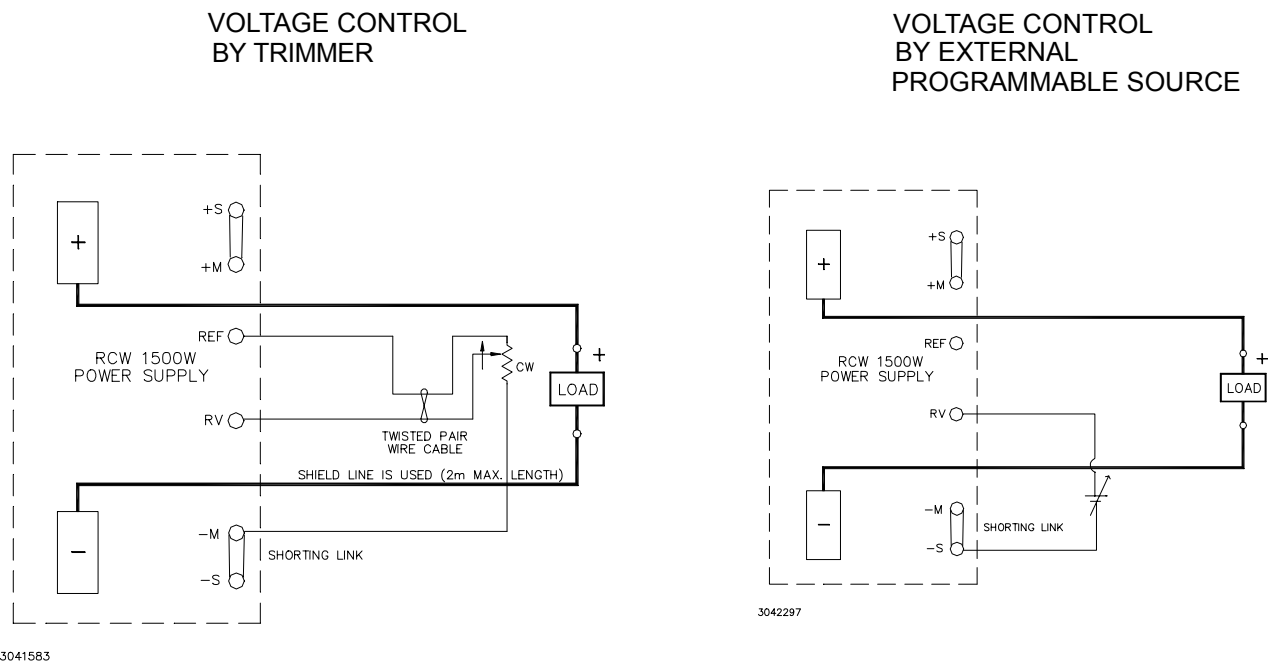 VOLTAGE CONTROL
BY TRIMMER
+S
+
+M
REF
RCW 1500W
POWER SUPPLY
CW
+
LOAD
RV
TWISTED PAIR
WIRE CABLE
SHIELD LINE IS USED (2m MAX. LENGTH)
−M
−
SHORTING LINK
−S
3041583
VOLTAGE CONTROL
BY EXTERNAL
PROGRAMMABLE SOURCE
+S
+
+M
REF
RCW 1500W
POWER SUPPLY
+
LOAD
RV
−M
−
SHORTING LINK
−S
3042297